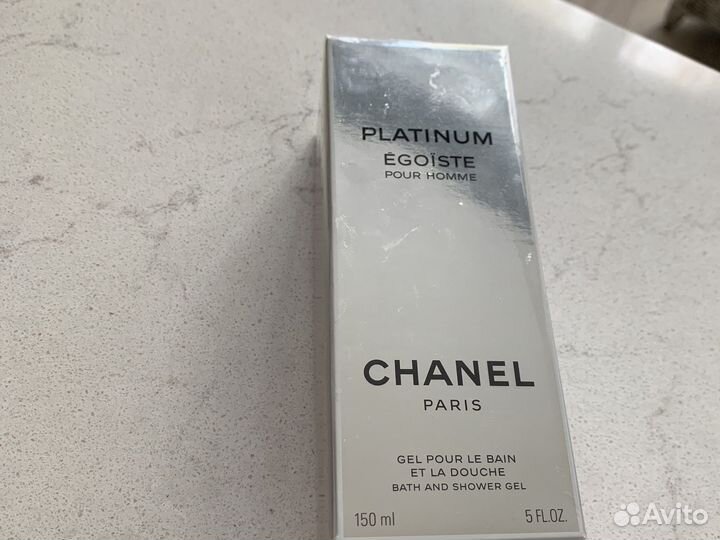 PLATINUM
ÉGOÏSTE
POUR HOMME
CHANEL
PARIS
GEL POUR LE BAIN
ET LA DOUCHE
BATH AND SHOWER GEL
150 ml 5 FL.OZ.
Avito